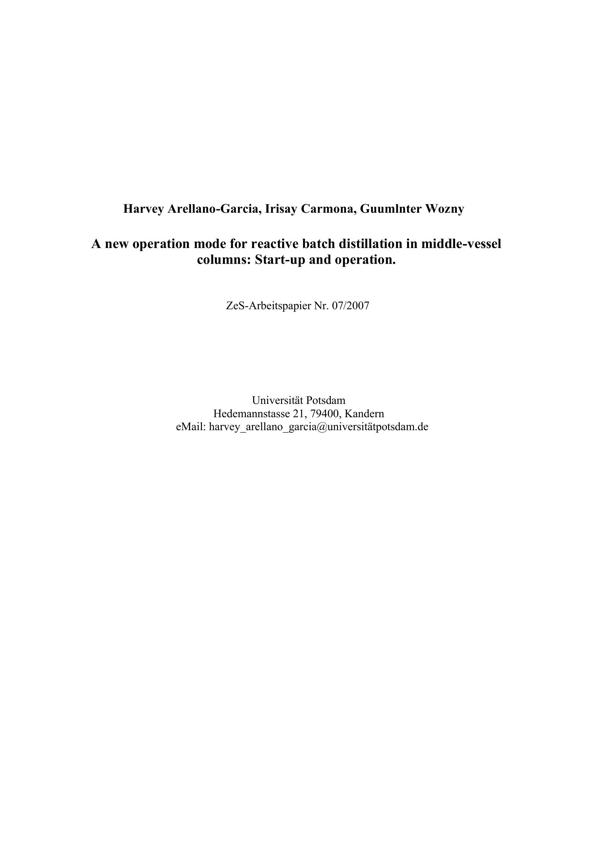 Harvey Arellano-Garcia, Irisay Carmona, Guumlnter Wozny
A new operation mode for reactive batch distillation in middle-vessel
columns: Start-up and operation.
ZeS-Arbeitspapier Nr. 07/2007
Universität Potsdam
Hedemannstasse 21, 79400, Kandern
eMail: harvey_arellano_garcia@universitätpotsdam.de